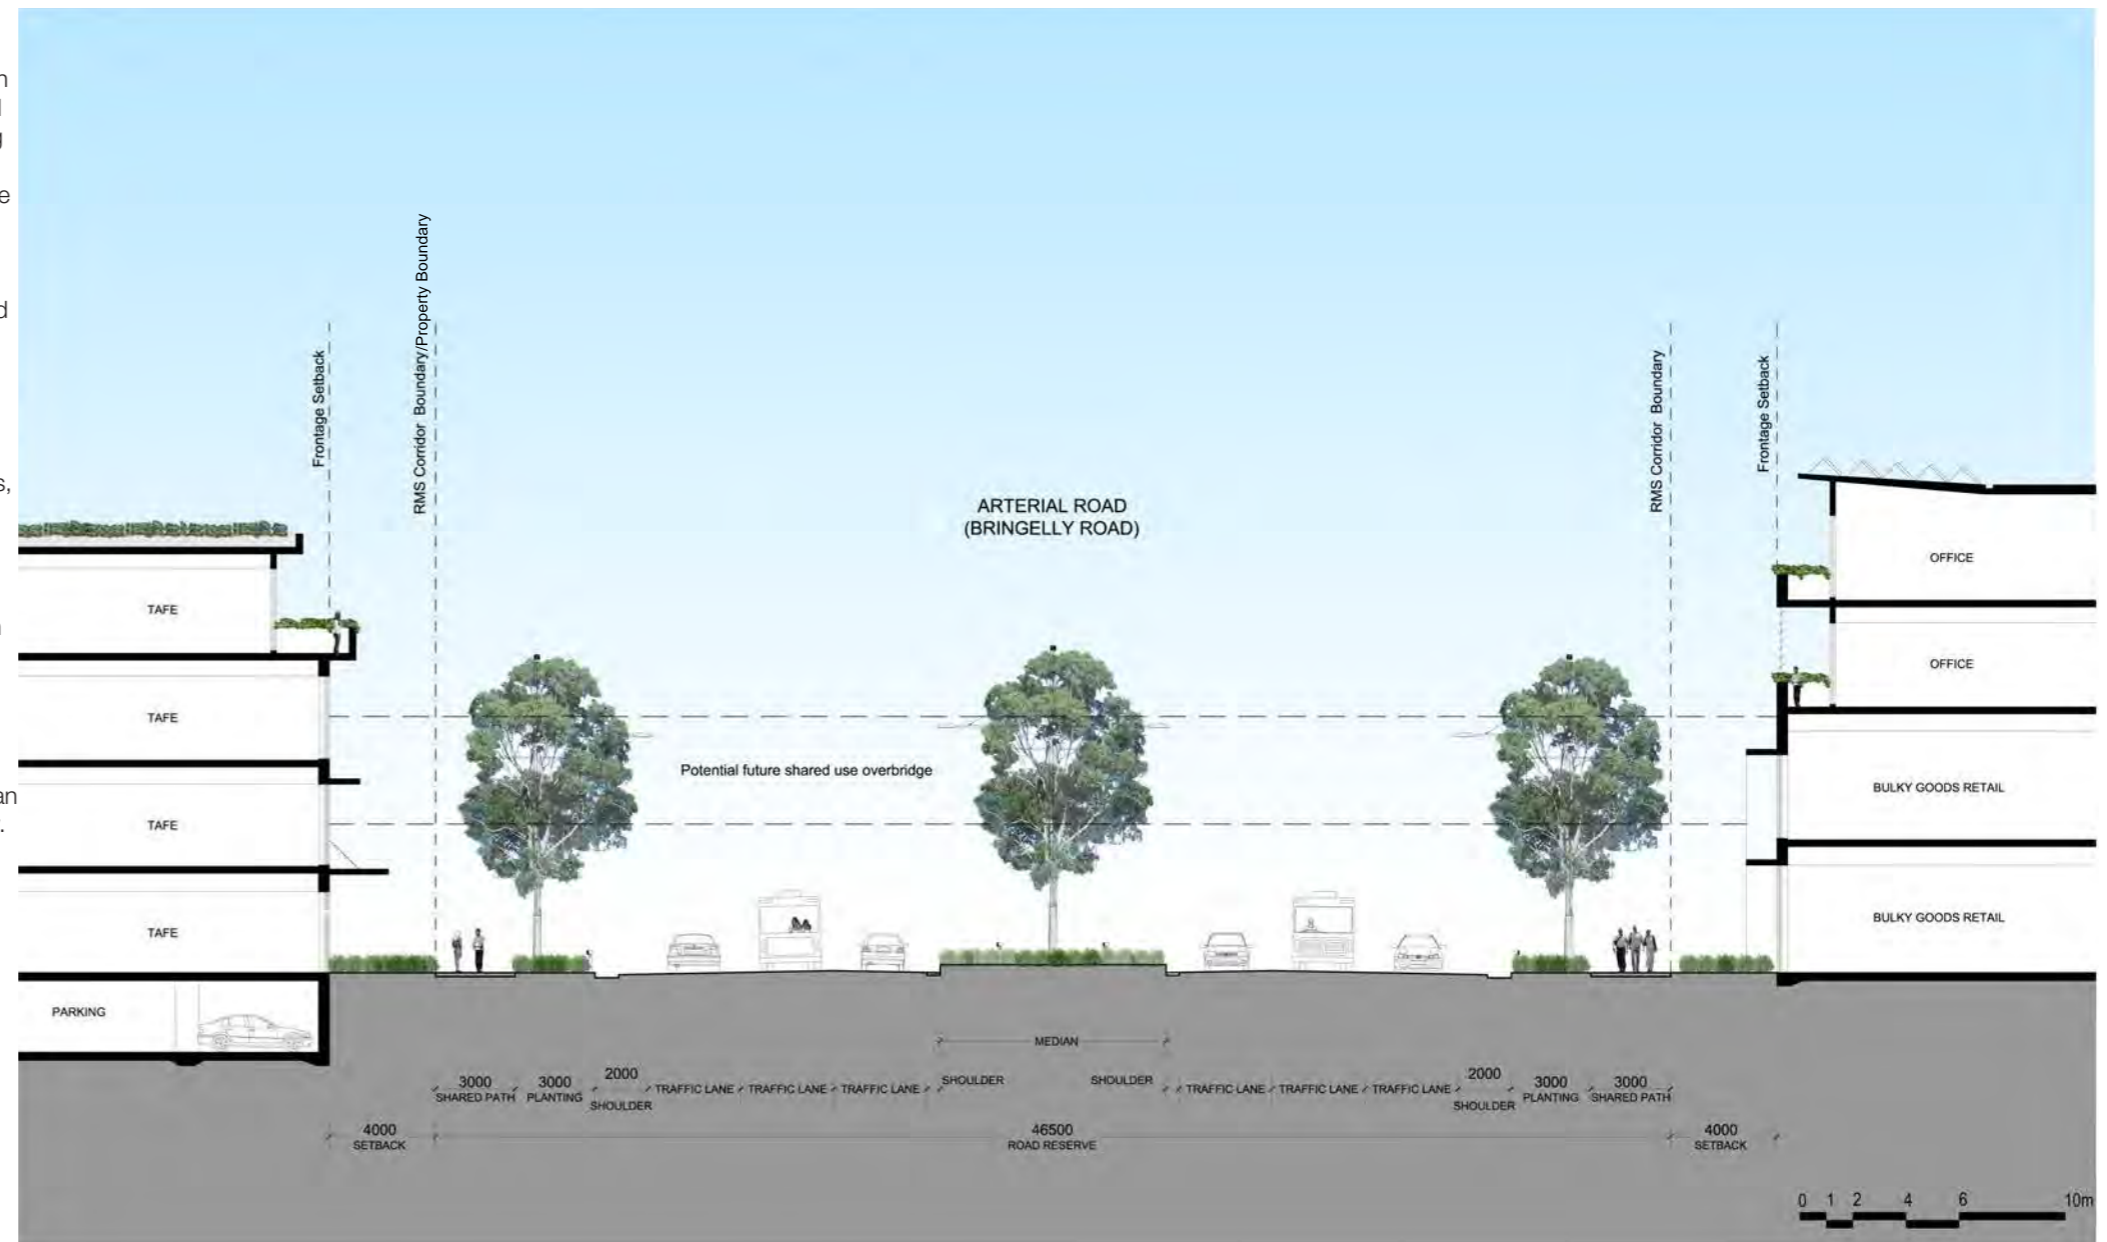 Frontage Setback
RMS Corridor Boundary/Property Boundary
RMS Corridor Boundary
Frontage Setback
ARTERIAL ROAD
(BRINGELLY ROAD)
TAFE
TAFE
TAFE
TAFE
PARKING
Potential future shared use overbridge
OFFICE
OFFICE
BULKY GOODS RETAIL
BULKY GOODS RETAIL
MEDIAN
3000
SHARED PATH
3000
PLANTING
2000
SHOULDER
TRAFFIC LANE
TRAFFIC LANE
TRAFFIC LANE
SHOULDER
SHOULDER
TRAFFIC LANE
TRAFFIC LANE
TRAFFIC LANE
2000
SHOULDER
3000
PLANTING
3000
SHARED PATH
4000
SETBACK
46500
ROAD RESERVE
4000
SETBACK
0 1 2 4 6 10m